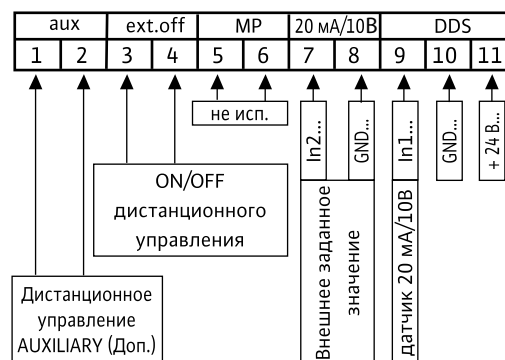 aux ext.off MP 20 мА/10В DDS
1 2 3 4 5 6 7 8 9 10 11
не исп.
In2...
GND...
In1...
GND...
+ 24 В...
ON/OFF
дистанционного
управления
Внешнее заданное
значение
датчик 20 мА/10В
Дистанционное
управление
AUXILIARY (Доп.)